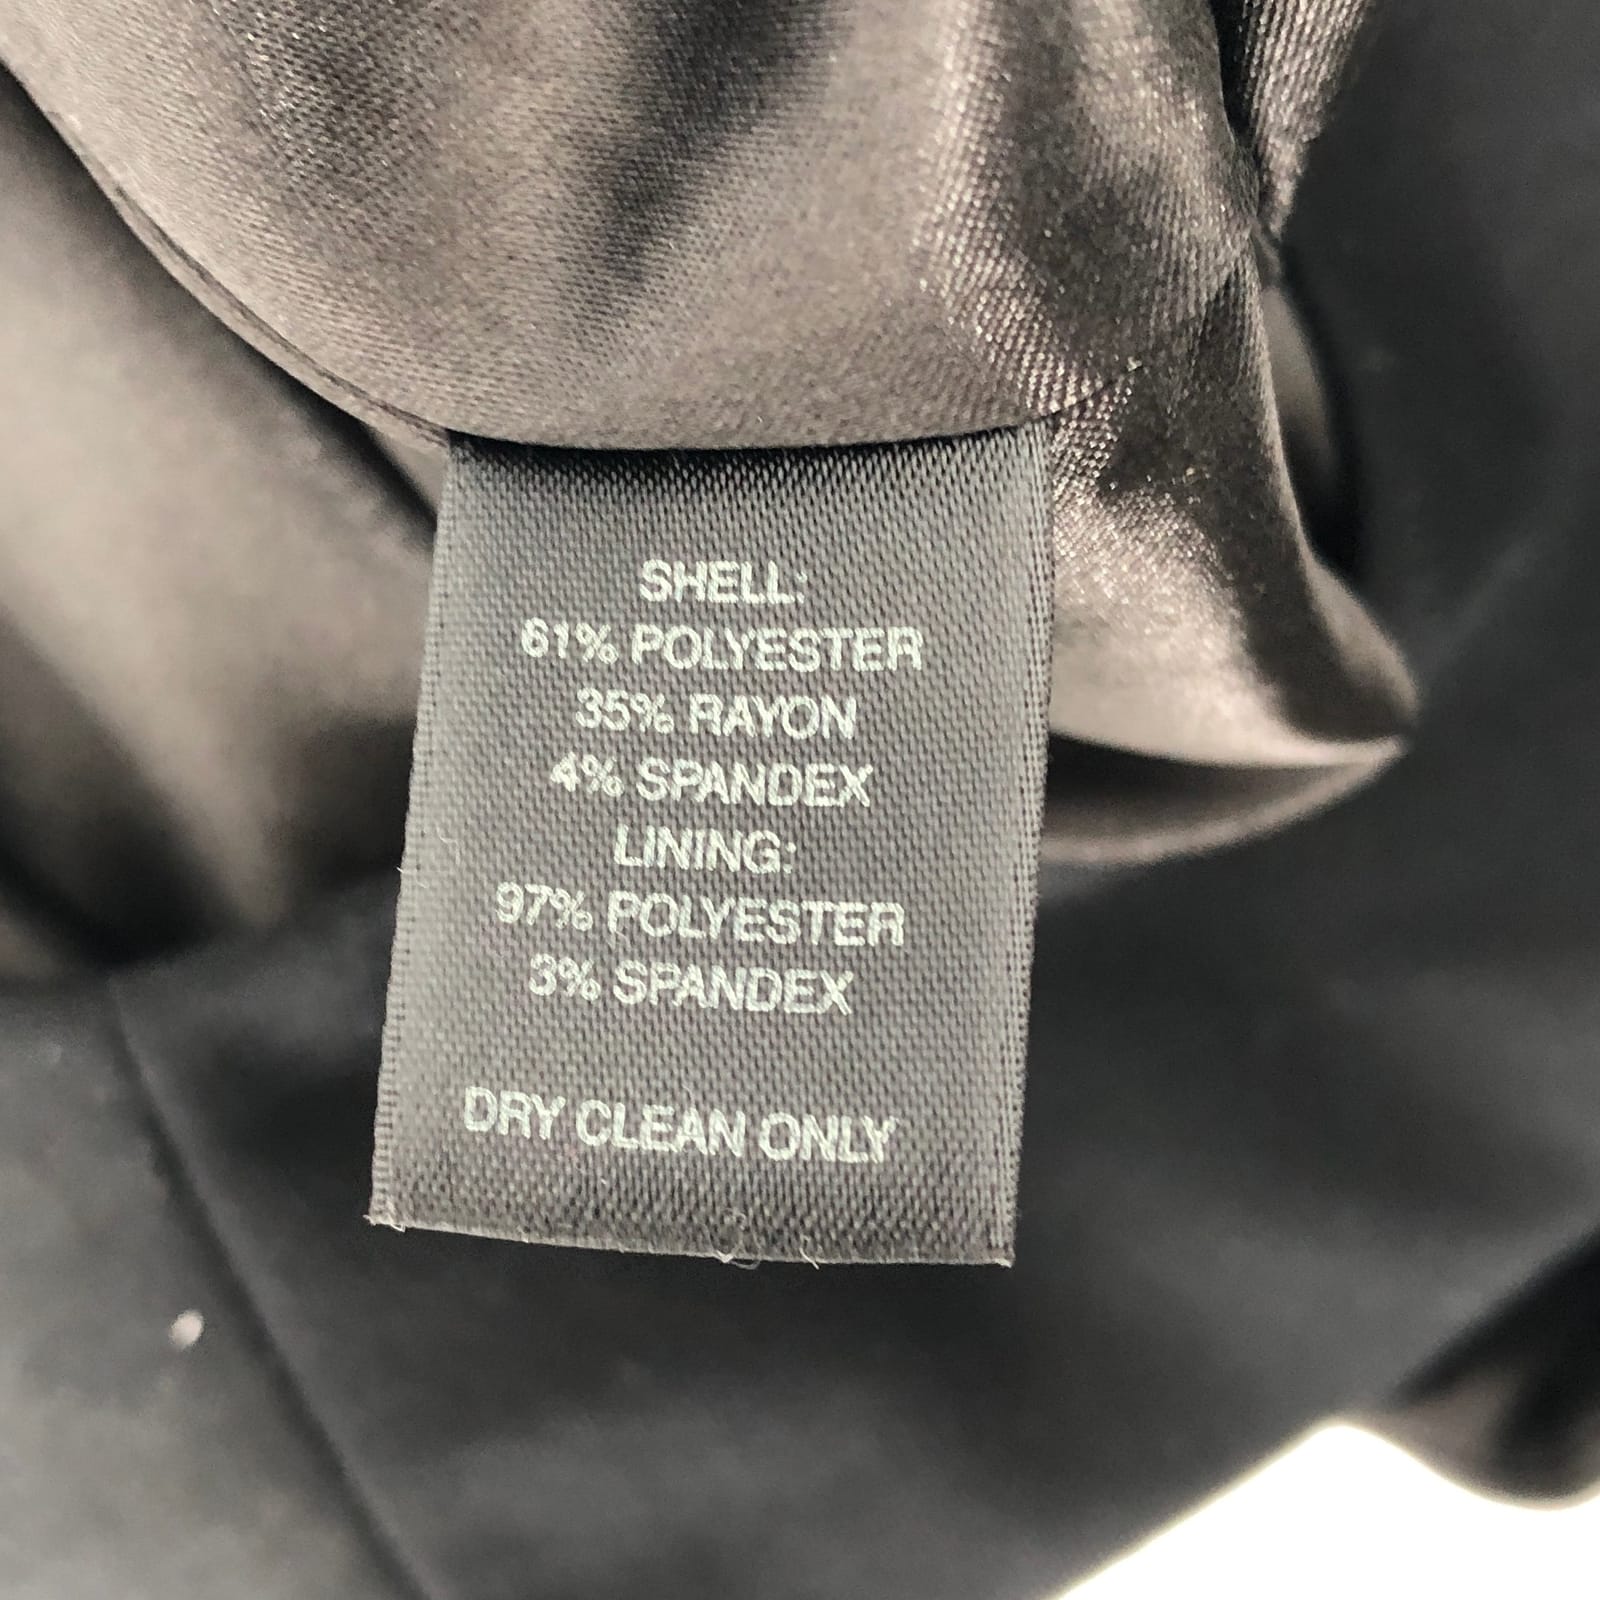 SHELL:
61% POLYESTER
35% RAYON
4% SPANDEX
LINING:
97% POLYESTER
3% SPANDEX
DRY CLEAN ONLY